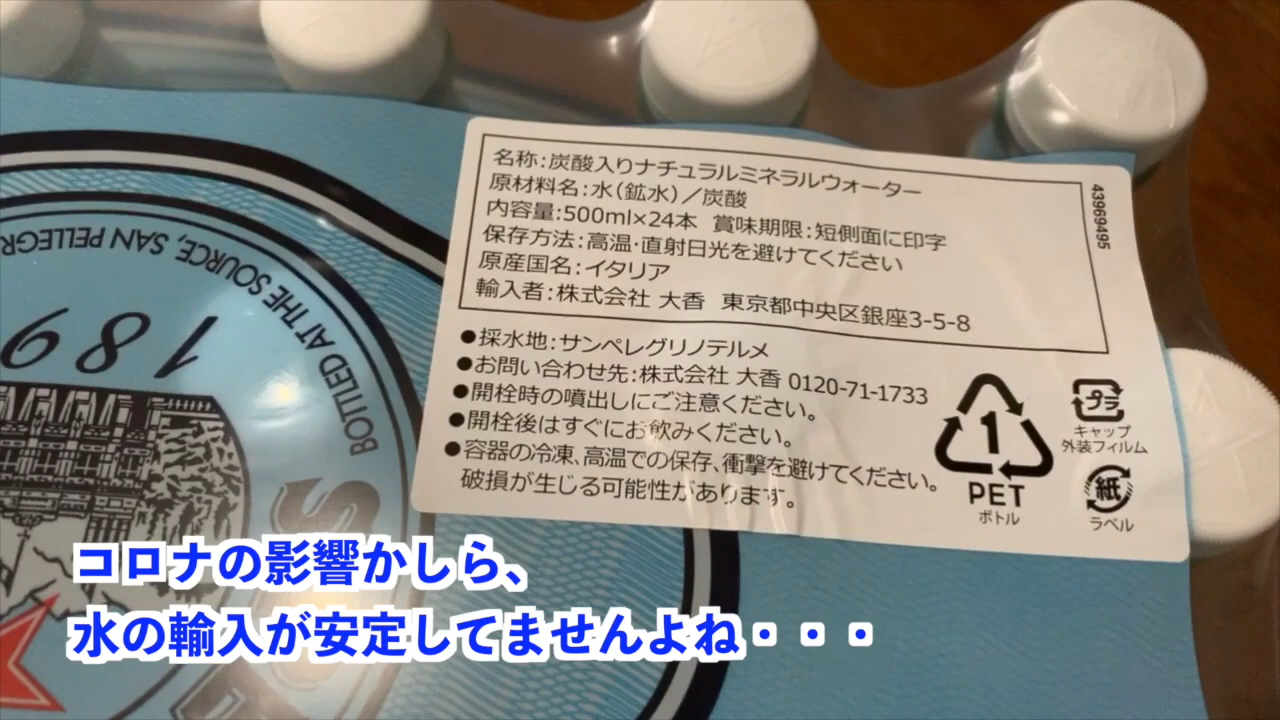 名称:炭酸入りナチュラルミネラルウォーター
原材料名:水(鉱水)/炭酸
内容量:500ml×24本 賞味期限:短側面に印字
保存方法:高温・直射日光を避けてください
原産国名:イタリア
輸入者:株式会社 大香 東京都中央区銀座3-5-8
43969495
●採水地:サンペレグリノテルメ
●お問い合わせ先:株式会社 大香 0120-71-1733
●開栓時の噴出しにご注意ください。
●開栓後はすぐにお飲みください。
●容器の冷凍、高温での保存、衝撃を避けてください。
破損が生じる可能性があります。
1
PET
ボトル
プラ
キャップ
外装フィルム
紙
ラベル
BOTTLED AT THE SOURCE, SAN PELLEGR
189
S
コロナの影響かしら、
水の輸入が安定してませんよね・・・